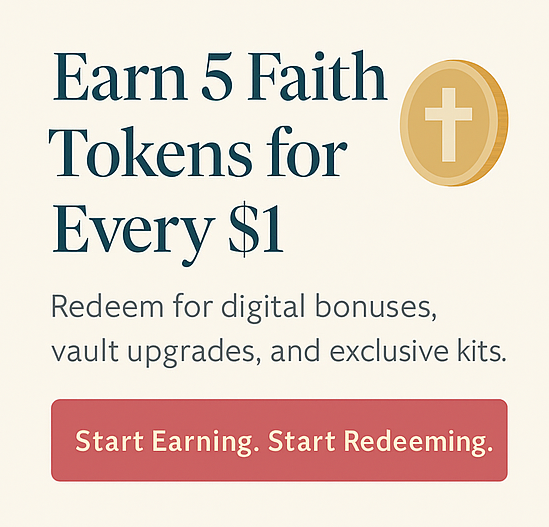 Earn 5 Faith
Tokens for
Every $1
Redeem for digital bonuses,
vault upgrades, and exclusive kits.
Start Earning. Start Redeeming.